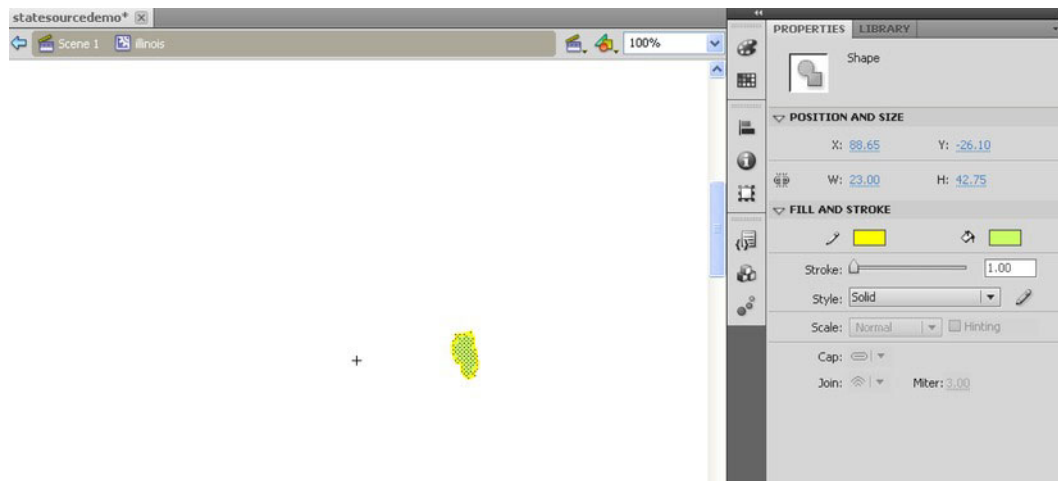 statesourcedemo*
Scene 1 illinois 100%
PROPERTIES LIBRARY
Shape
POSITION AND SIZE
X: 88.65 Y: -26.10
W: 23.00 H: 42.75
FILL AND STROKE
Stroke: 1.00
Style: Solid
Scale: Normal Hinting
Cap:
Join: Miter: 3.00